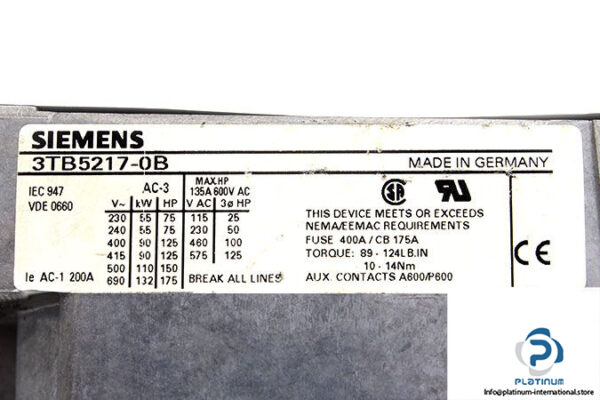 SIEMENS
3TB5217-0B
MADE IN GERMANY
IEC 947
VDE 0660
Ie AC-1 200A
AC-3
V~ kW HP
230 55 75
240 55 75
400 90 125
415 90 125
500 110 150
690 132 175
MAX.HP
135A 600V AC
V AC 3ø HP
115 25
230 50
460 100
575 125
BREAK ALL LINES
SA
UR
THIS DEVICE MEETS OR EXCEEDS
NEMA/EEMAC REQUIREMENTS
FUSE 400A / CB 175A
TORQUE: 89 - 124LB.IN
10 - 14Nm
AUX. CONTACTS A600/P600
CE
PLATINUM
info@platinum-international.store